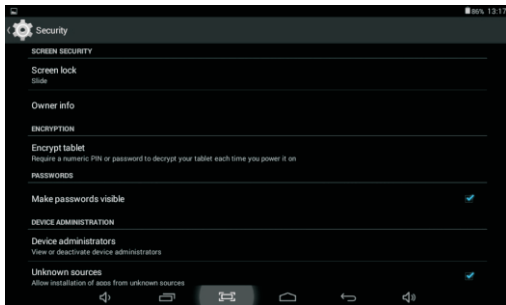 86% 13:17
Security
SCREEN SECURITY
Screen lock
Slide
Owner info
ENCRYPTION
Encrypt tablet
Require a numeric PIN or password to decrypt your tablet each time you power it on
PASSWORDS
Make passwords visible
DEVICE ADMINISTRATION
Device administrators
View or deactivate device administrators
Unknown sources
Allow installation of apps from unknown sources